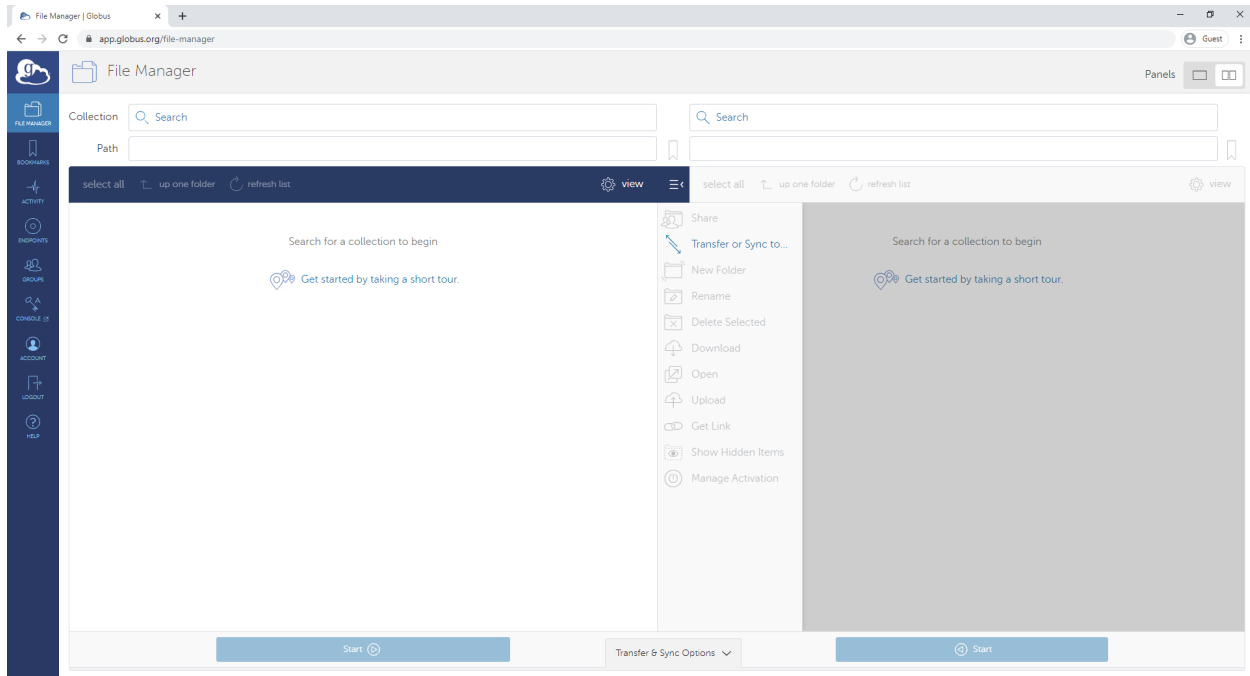 File Manager | Globus
app.globus.org/file-manager
Guest
g
File Manager
Panels
FILE MANAGER
BOOKMARKS
ACTIVITY
ENDPOINTS
GROUPS
CONSOLE
ACCOUNT
LOGOUT
HELP
Collection
Search
Search
Path
select all up one folder refresh list view
select all up one folder refresh list view
Search for a collection to begin
Get started by taking a short tour.
Share
Transfer or Sync to...
New Folder
Rename
Delete Selected
Download
Open
Upload
Get Link
Show Hidden Items
Manage Activation
Search for a collection to begin
Get started by taking a short tour.
Start
Transfer & Sync Options
Start